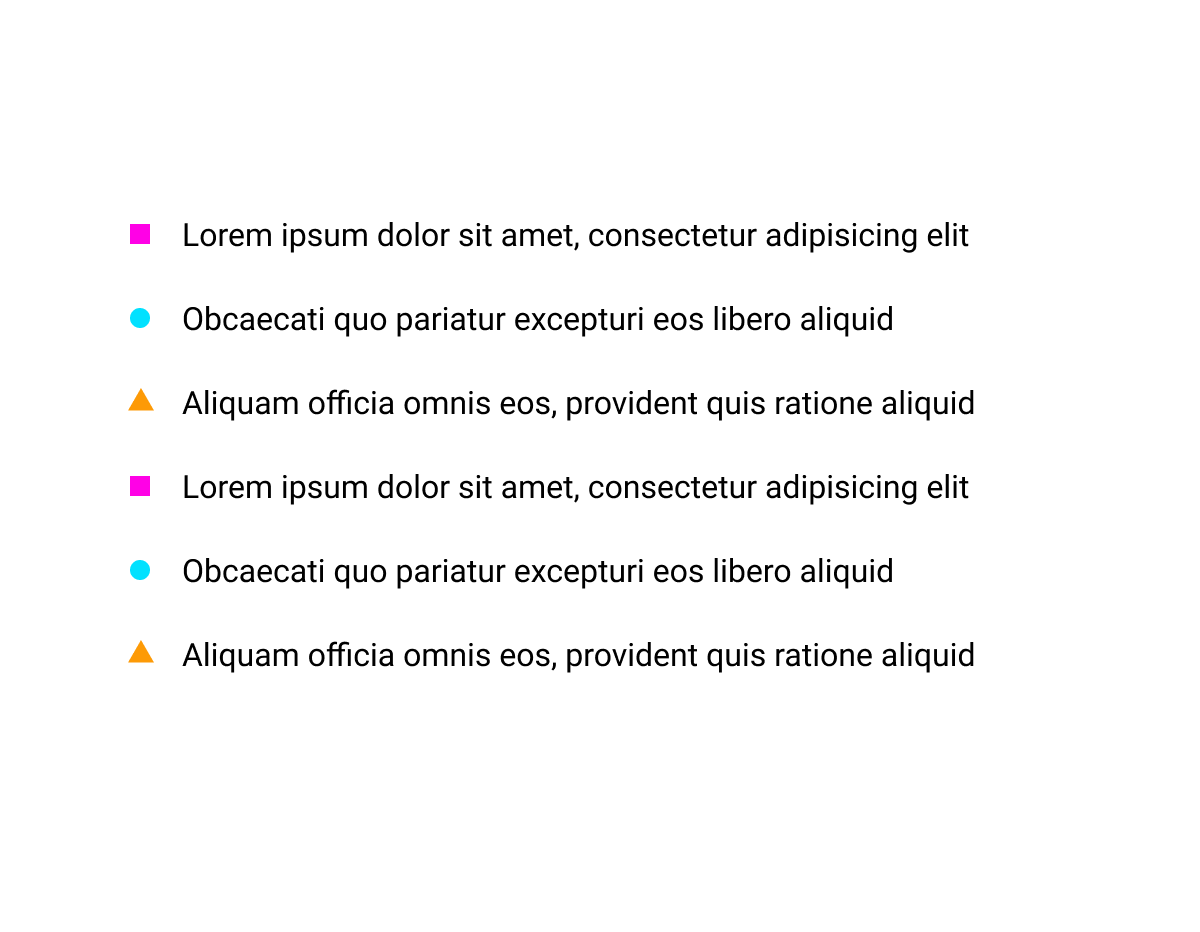 Lorem ipsum dolor sit amet, consectetur adipisicing elit
Obcaecati quo pariatur excepturi eos libero aliquid
Aliquam officia omnis eos, provident quis ratione aliquid
Lorem ipsum dolor sit amet, consectetur adipisicing elit
Obcaecati quo pariatur excepturi eos libero aliquid
Aliquam officia omnis eos, provident quis ratione aliquid